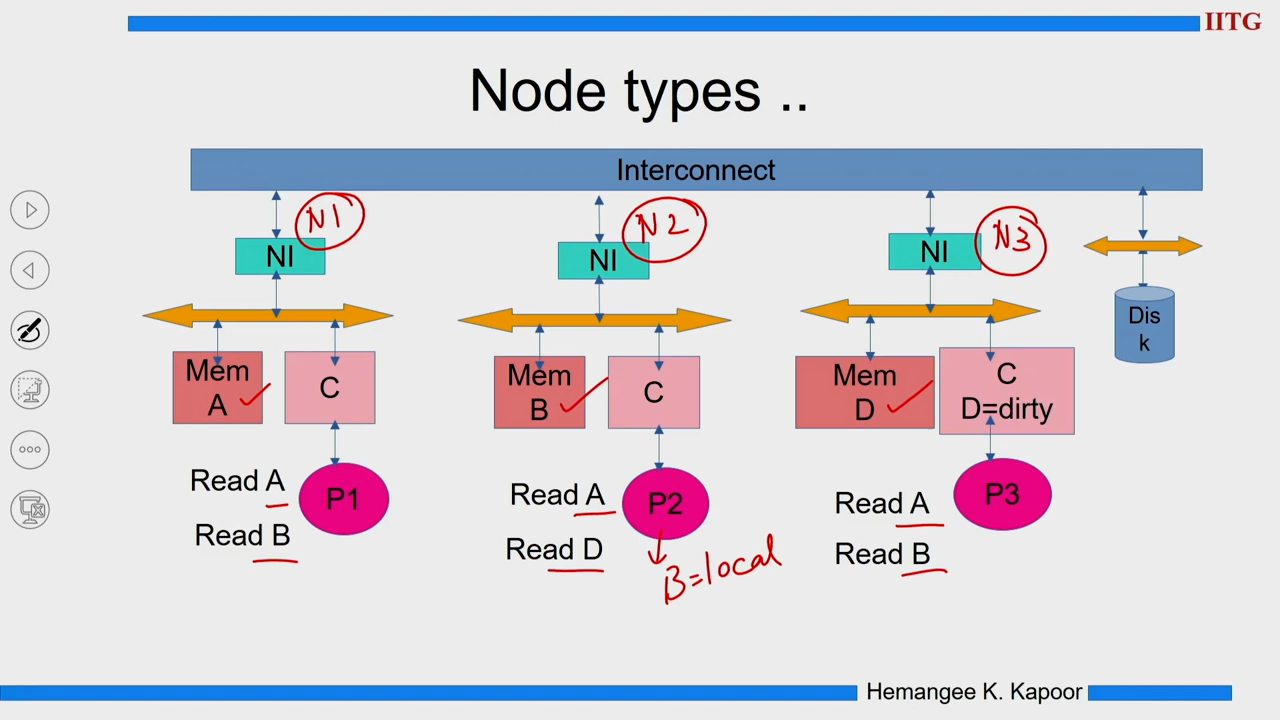 IITG
Node types ..
Interconnect
N1
N2
N3
NI
NI
NI
Mem
A
C
Mem
B
C
Mem
D
C
D=dirty
Dis
k
Read A
Read B
P1
Read A
Read D
P2
B=local
Read A
Read B
P3
Hemangee K. Kapoor